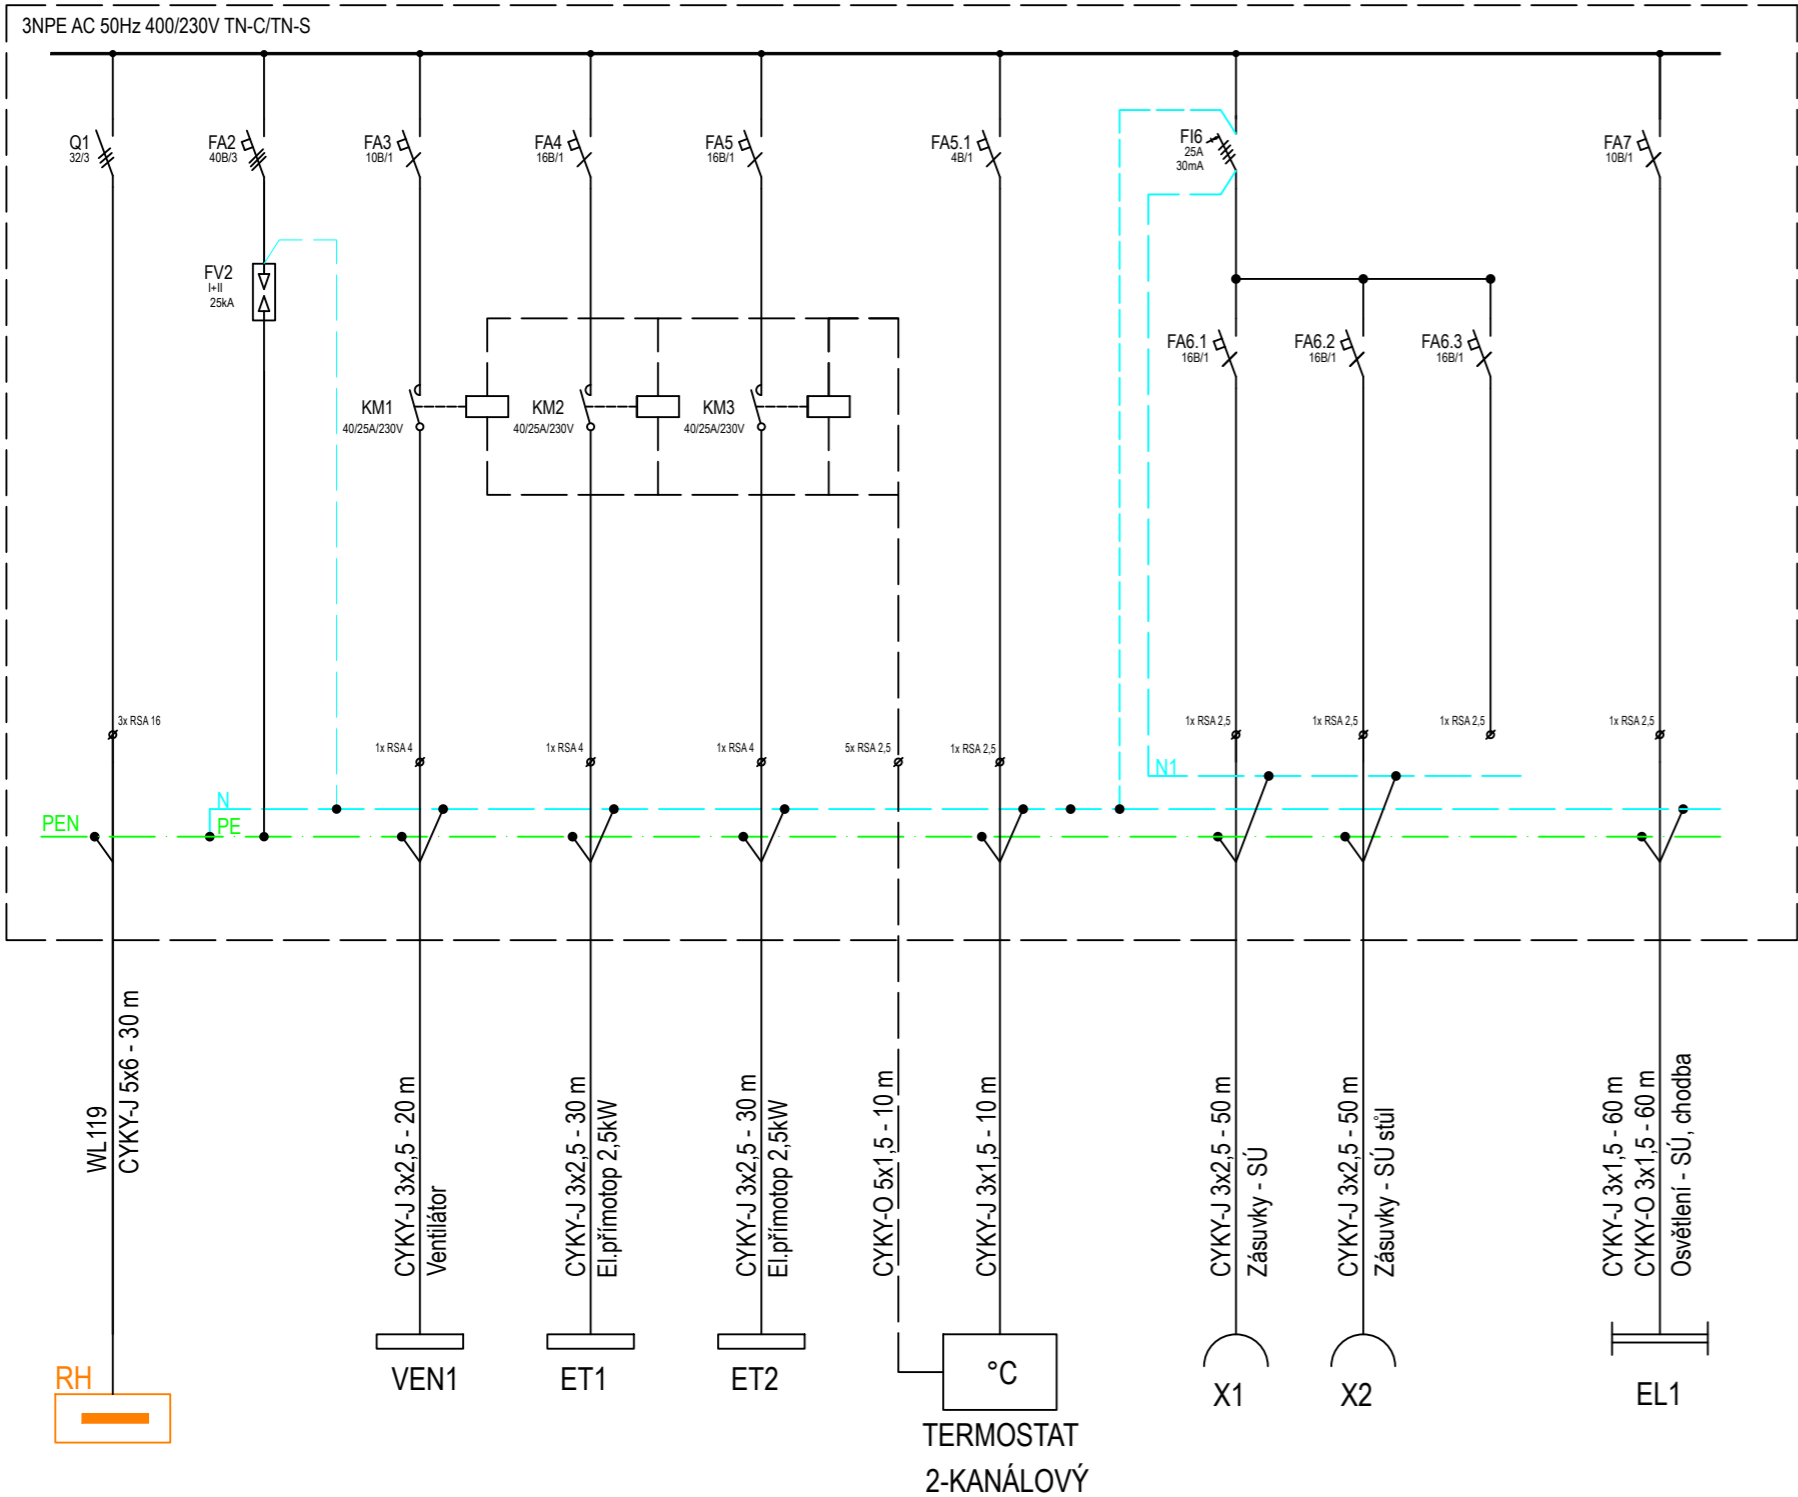 3NPE AC 50Hz 400/230V TN-C/TN-S
Q1
32/3
FA2
40B/3
FA3
10B/1
FA4
16B/1
FA5
16B/1
FA5.1
4B/1
FI6
25A
30mA
FA7
10B/1
FV2
I+II
25kA
FA6.1
16B/1
FA6.2
16B/1
FA6.3
16B/1
KM1
40/25A/230V
KM2
40/25A/230V
KM3
40/25A/230V
3x RSA 16
1x RSA 4
1x RSA 4
1x RSA 4
5x RSA 2,5
1x RSA 2,5
1x RSA 2,5
1x RSA 2,5
1x RSA 2,5
1x RSA 2,5
N1
N
PEN
PE
WL119
CYKY-J 5x6 - 30 m
CYKY-J 3x2,5 - 20 m
Ventilátor
CYKY-J 3x2,5 - 30 m
El.přímotop 2,5kW
CYKY-J 3x2,5 - 30 m
El.přímotop 2,5kW
CYKY-O 5x1,5 - 10 m
CYKY-J 3x1,5 - 10 m
CYKY-J 3x2,5 - 50 m
Zásuvky - SÚ
CYKY-J 3x2,5 - 50 m
Zásuvky - SÚ stůl
CYKY-J 3x1,5 - 60 m
CYKY-O 3x1,5 - 60 m
Osvětlení - SÚ, chodba
RH
VEN1
ET1
ET2
°C
TERMOSTAT
2-KANÁLOVÝ
X1
X2
EL1